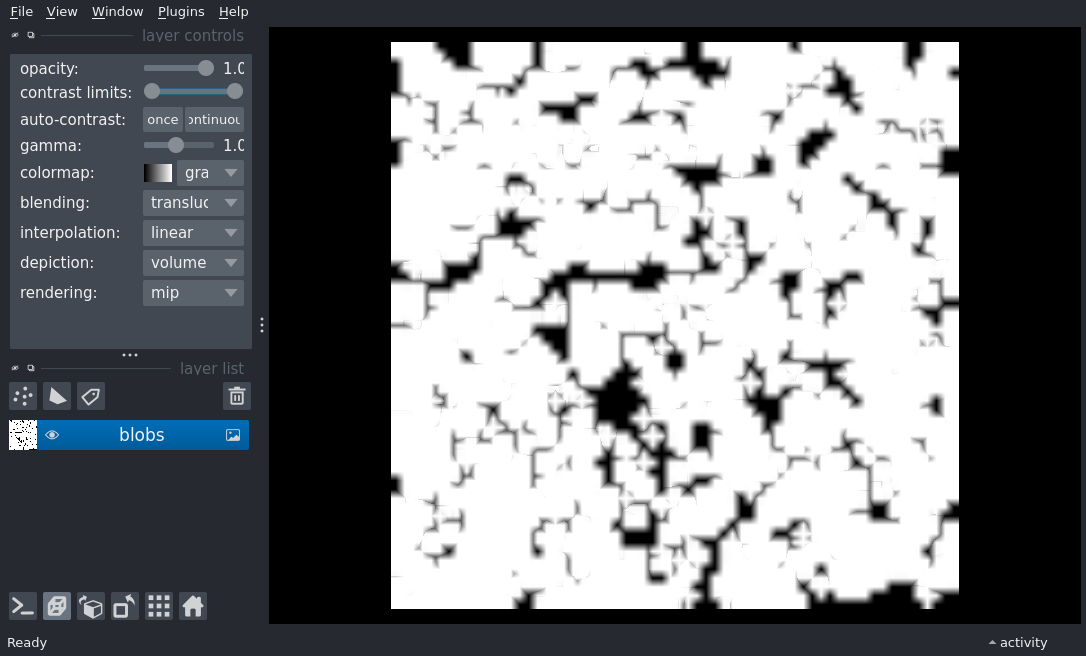 File View Window Plugins Help
layer controls
opacity: 1.0
contrast limits:
auto-contrast: once ontinuou
gamma: 1.0
colormap: gra
blending: transluc
interpolation: linear
depiction: volume
rendering: mip
layer list
blobs
Ready activity